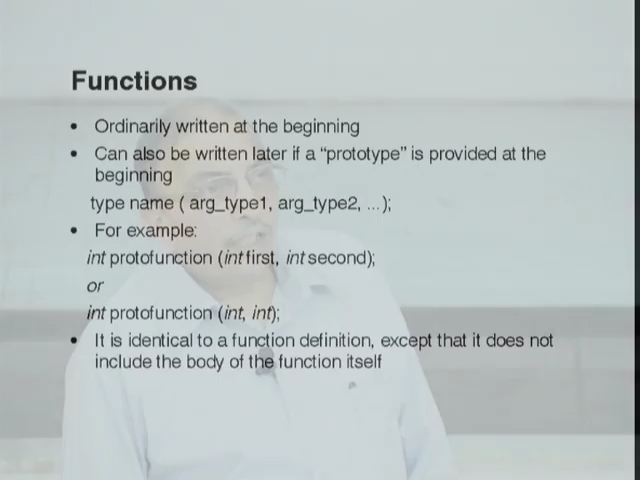 Functions
• Ordinarily written at the beginning
• Can also be written later if a “prototype” is provided at the
beginning
type name ( arg_type1, arg_type2, ...);
• For example:
int protofunction (int first, int second);
or
int protofunction (int, int);
• It is identical to a function definition, except that it does not
include the body of the function itself